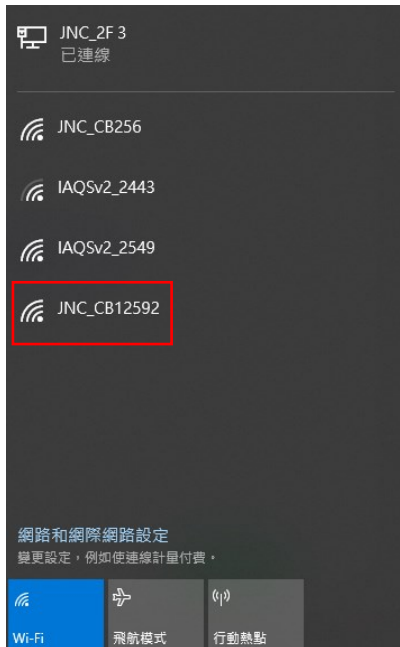 JNC_2F 3
已連線
JNC_CB256
IAQSv2_2443
IAQSv2_2549
JNC_CB12592
網路和網際網路設定
變更設定，例如使連線計量付費。
Wi-Fi
飛航模式
行動熱點